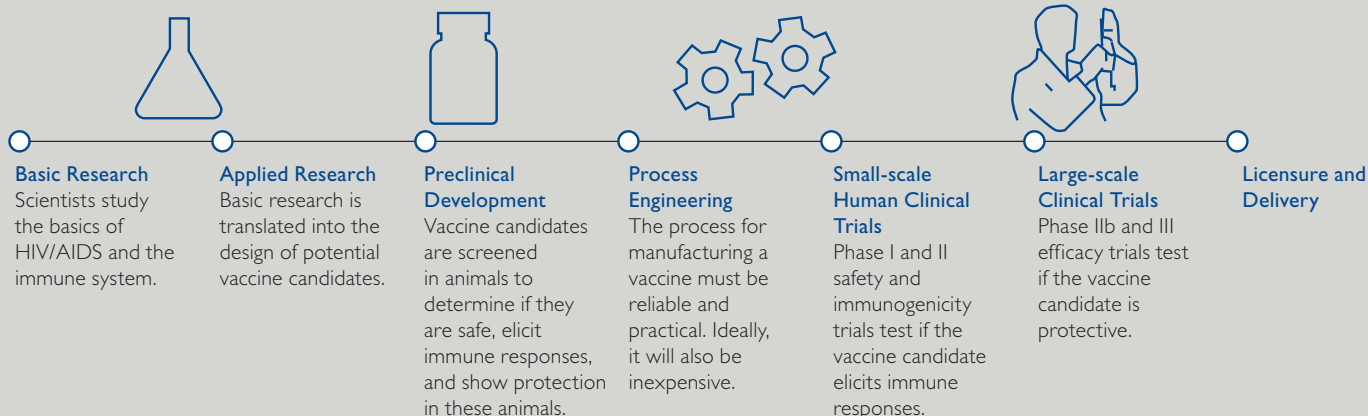 Basic Research
Scientists study
the basics of
HIV/AIDS and the
immune system.
Applied Research
Basic research is
translated into the
design of potential
vaccine candidates.
Preclinical
Development
Vaccine candidates
are screened
in animals to
determine if they
are safe, elicit
immune responses,
and show protection
in these animals.
Process
Engineering
The process for
manufacturing a
vaccine must be
reliable and
practical. Ideally,
it will also be
inexpensive.
Small-scale
Human Clinical
Trials
Phase I and II
safety and
immunogenicity
trials test if the
vaccine candidate
elicits immune
responses.
Large-scale
Clinical Trials
Phase IIb and III
efficacy trials test
if the vaccine
candidate is
protective.
Licensure and
Delivery